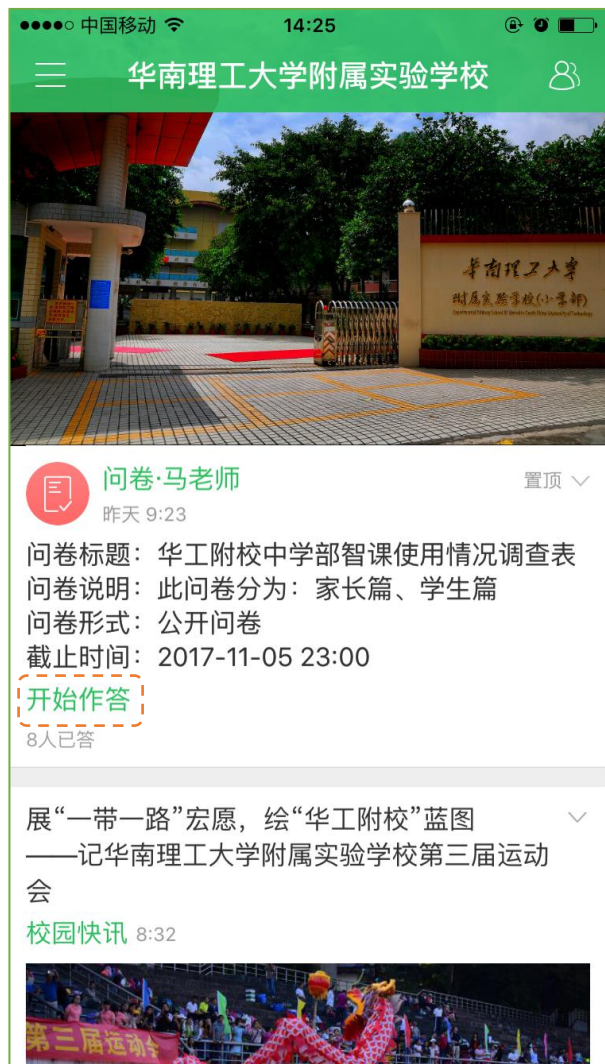 中国移动
14:25
华南理工大学附属实验学校
华南理工大学
附属实验学校(小学部)
问卷·马老师
置顶
昨天 9:23
问卷标题：华工附校中学部智课使用情况调查表
问卷说明：此问卷分为：家长篇、学生篇
问卷形式：公开问卷
截止时间：2017-11-05 23:00
开始作答
8人已答
展“一带一路”宏愿，绘“华工附校”蓝图
——记华南理工大学附属实验学校第三届运动
会
校园快讯 8:32
第三届运动会